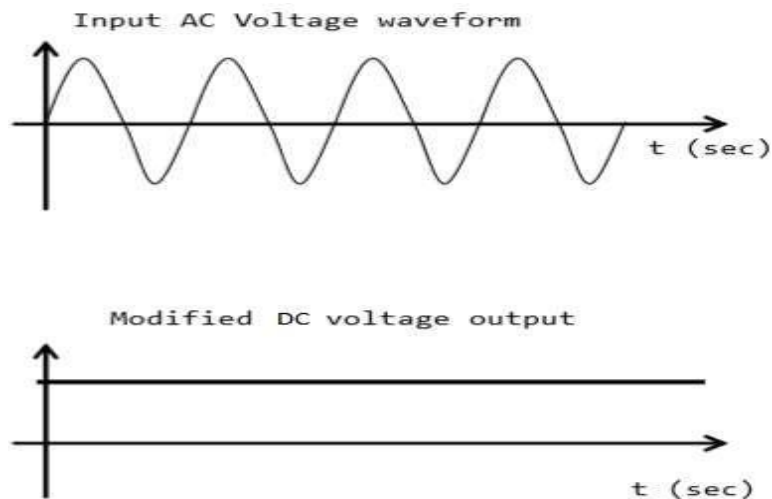 Input AC Voltage waveform
t (sec)
Modified DC voltage output
t (sec)